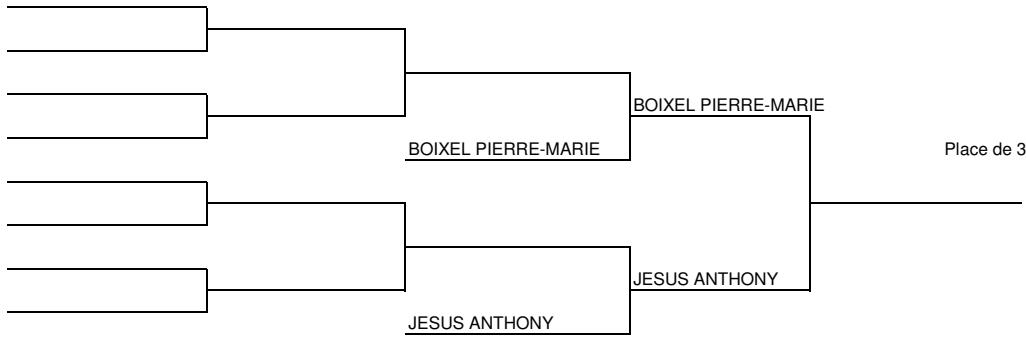 BOIXEL PIERRE-MARIE
BOIXEL PIERRE-MARIE
Place de 3
JESUS ANTHONY
JESUS ANTHONY